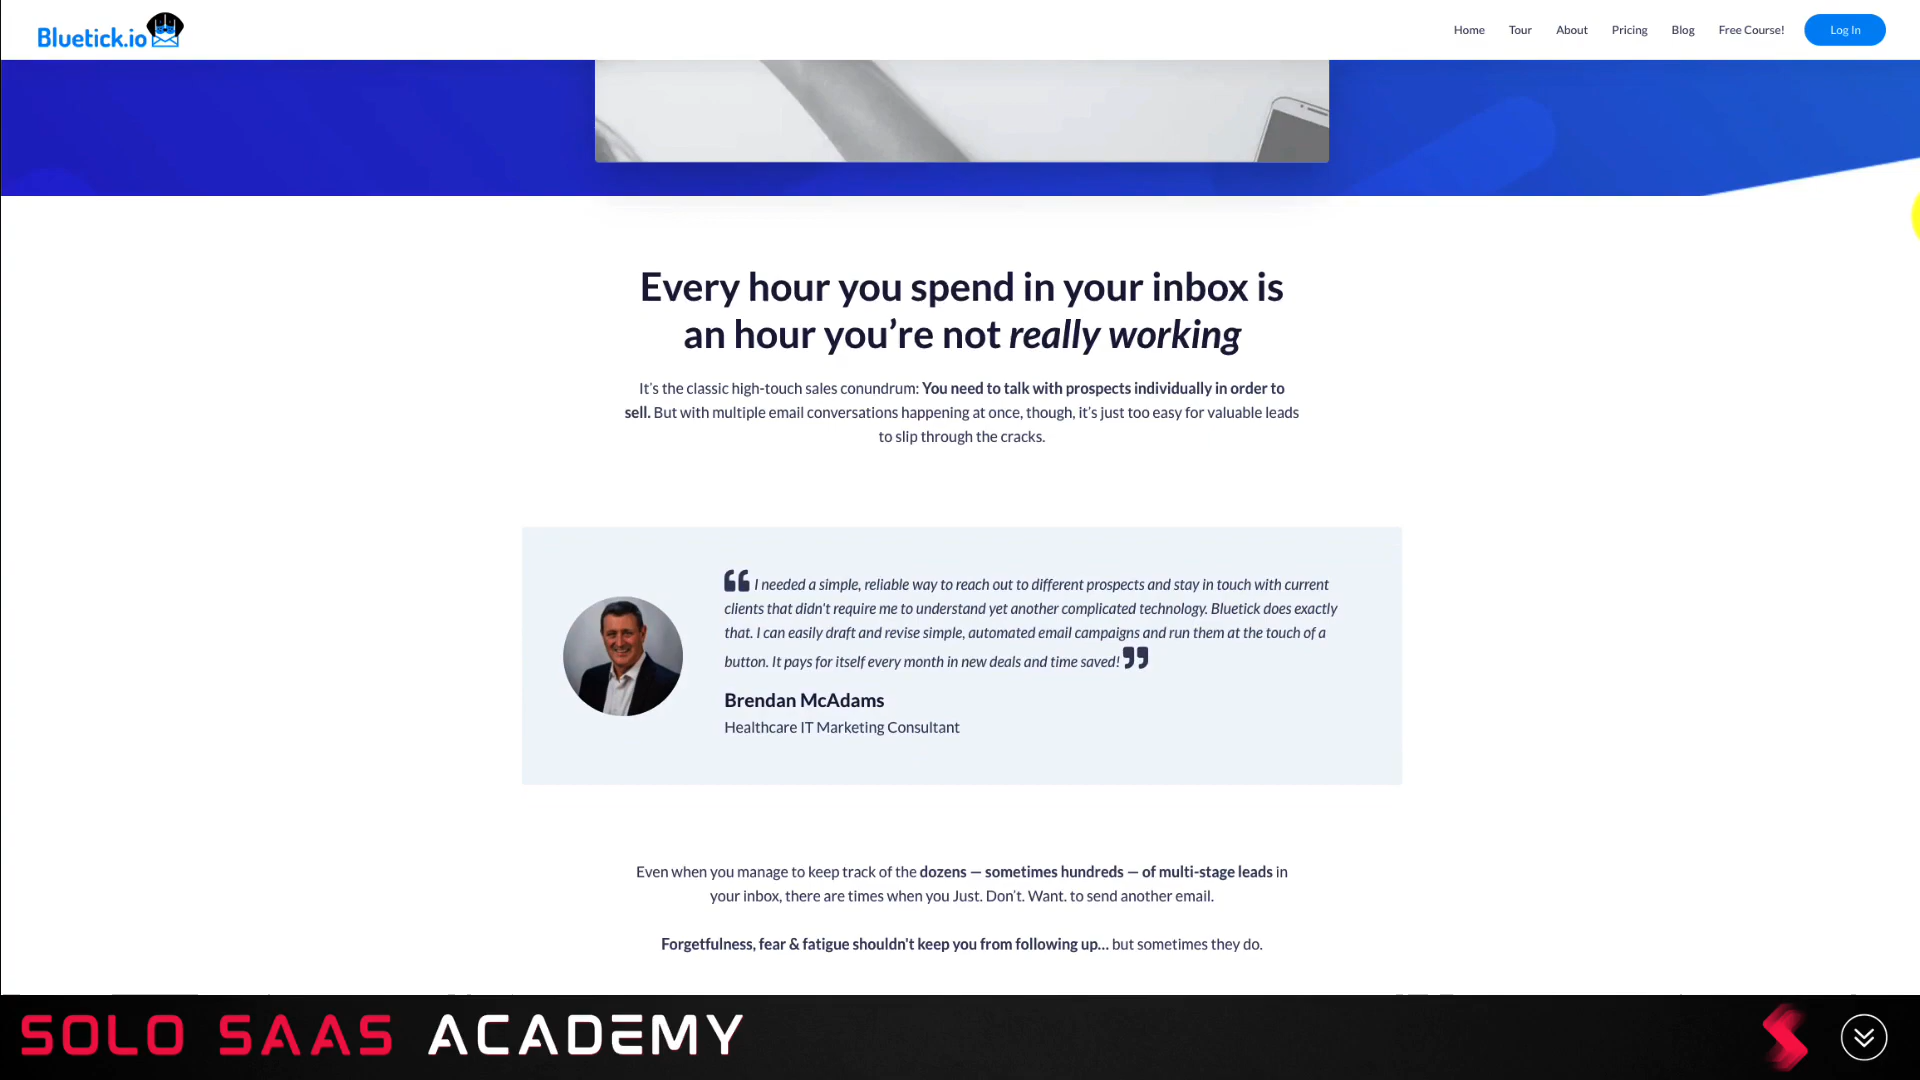 Bluetick.io
Home Tour About Pricing Blog Free Course! Log In
Every hour you spend in your inbox is
an hour you’re not really working
It’s the classic high-touch sales conundrum: You need to talk with prospects individually in order to
sell. But with multiple email conversations happening at once, though, it’s just too easy for valuable leads
to slip through the cracks.
“ I needed a simple, reliable way to reach out to different prospects and stay in touch with current
clients that didn't require me to understand yet another complicated technology. Bluetick does exactly
that. I can easily draft and revise simple, automated email campaigns and run them at the touch of a
button. It pays for itself every month in new deals and time saved! ”
Brendan McAdams
Healthcare IT Marketing Consultant
Even when you manage to keep track of the dozens — sometimes hundreds — of multi-stage leads in
your inbox, there are times when you Just. Don’t. Want. to send another email.
Forgetfulness, fear & fatigue shouldn't keep you from following up… but sometimes they do.
SOLO SAAS ACADEMY